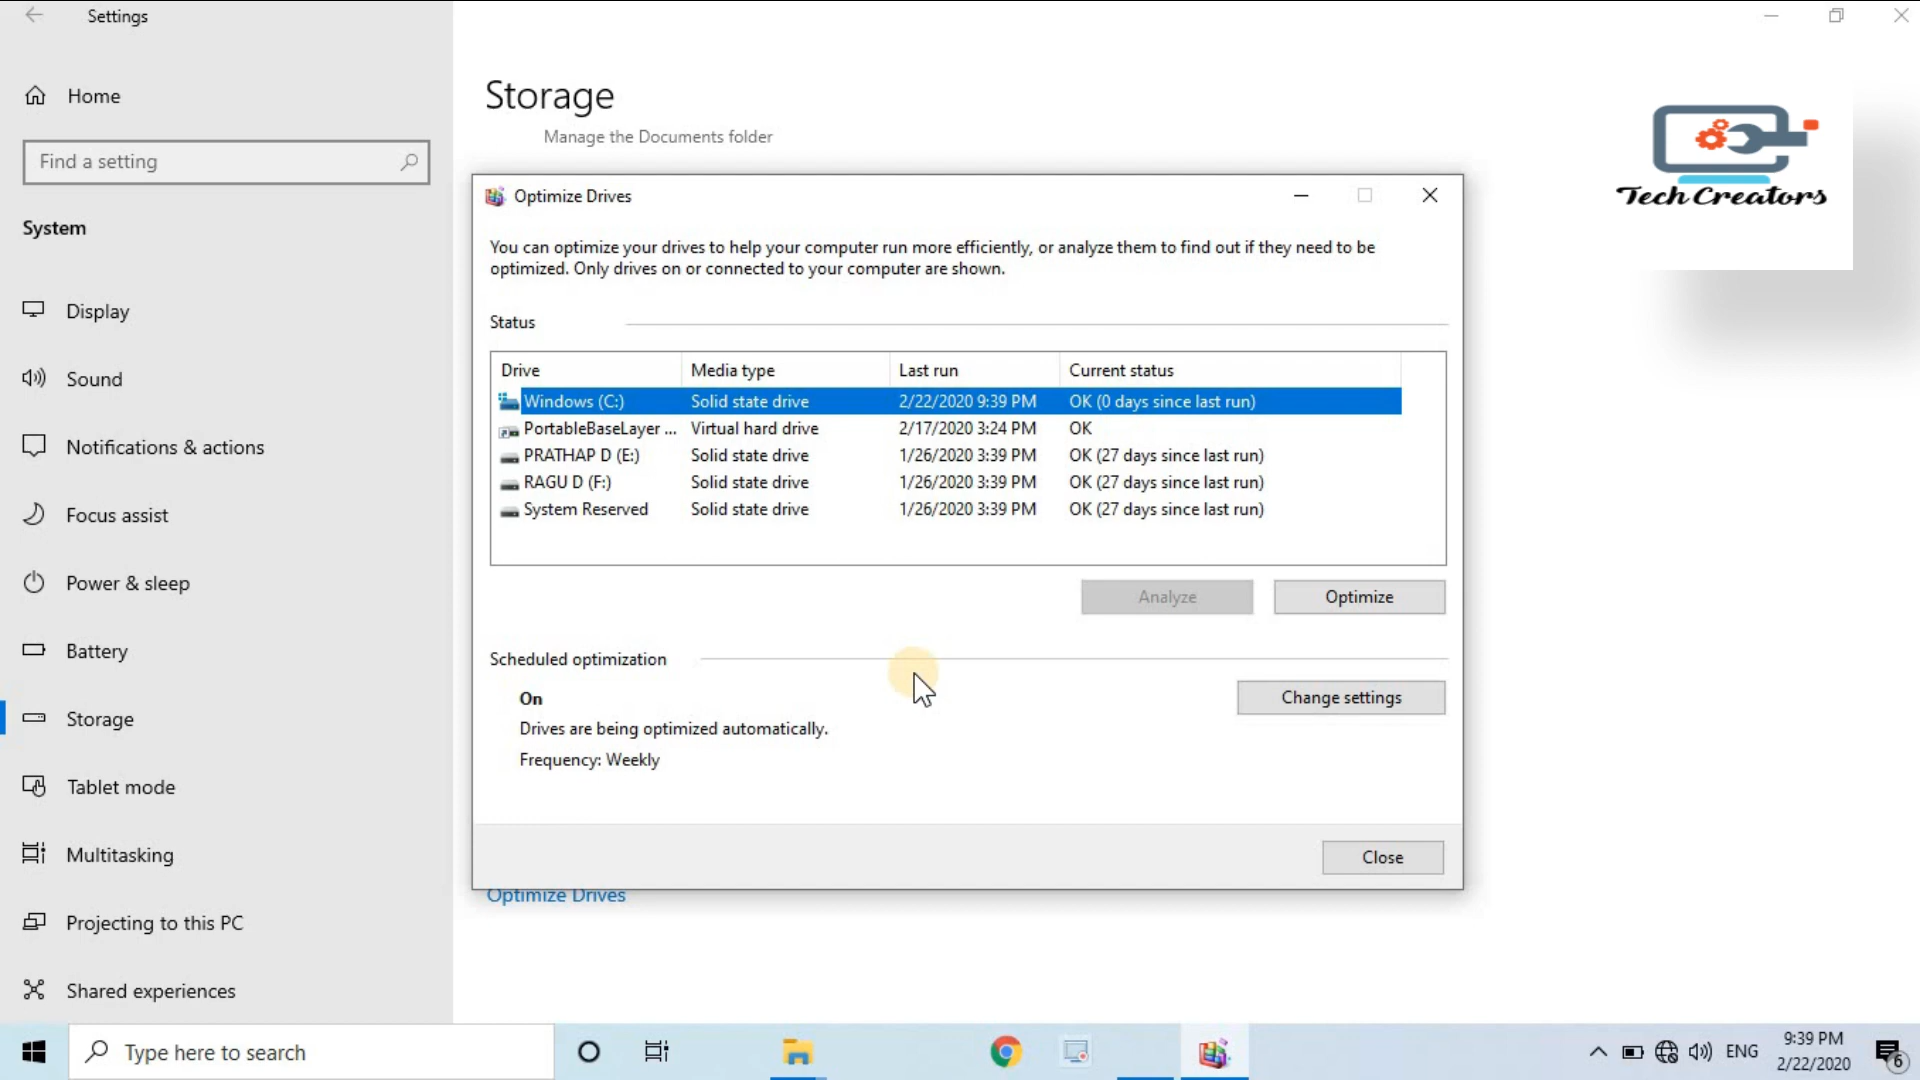 Settings
Home
Find a setting
System
Display
Sound
Notifications & actions
Focus assist
Power & sleep
Battery
Storage
Tablet mode
Multitasking
Projecting to this PC
Shared experiences
Storage
Manage the Documents folder
Tech Creators
Optimize Drives
You can optimize your drives to help your computer run more efficiently, or analyze them to find out if they need to be
optimized. Only drives on or connected to your computer are shown.
Status
Drive Media type Last run Current status
Windows (C:) Solid state drive 2/22/2020 9:39 PM OK (0 days since last run)
PortableBaseLayer ... Virtual hard drive 2/17/2020 3:24 PM OK
PRATHAP D (E:) Solid state drive 1/26/2020 3:39 PM OK (27 days since last run)
RAGU D (F:) Solid state drive 1/26/2020 3:39 PM OK (27 days since last run)
System Reserved Solid state drive 1/26/2020 3:39 PM OK (27 days since last run)
Analyze Optimize
Scheduled optimization
On
Change settings
Drives are being optimized automatically.
Frequency: Weekly
Close
Optimize Drives
Type here to search
ENG
9:39 PM
2/22/2020
6